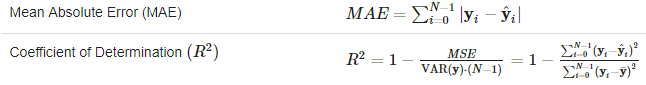 Mean Absolute Error (MAE) MAE = ∑_{i=0}^{N−1} |y_i − ŷ_i|
Coefficient of Determination (R²) R² = 1 − MSE / (VAR(y)·(N−1)) = 1 − ∑_{i=0}^{N−1}(y_i − ŷ_i)² / ∑_{i=0}^{N−1}(y_i − ȳ)²